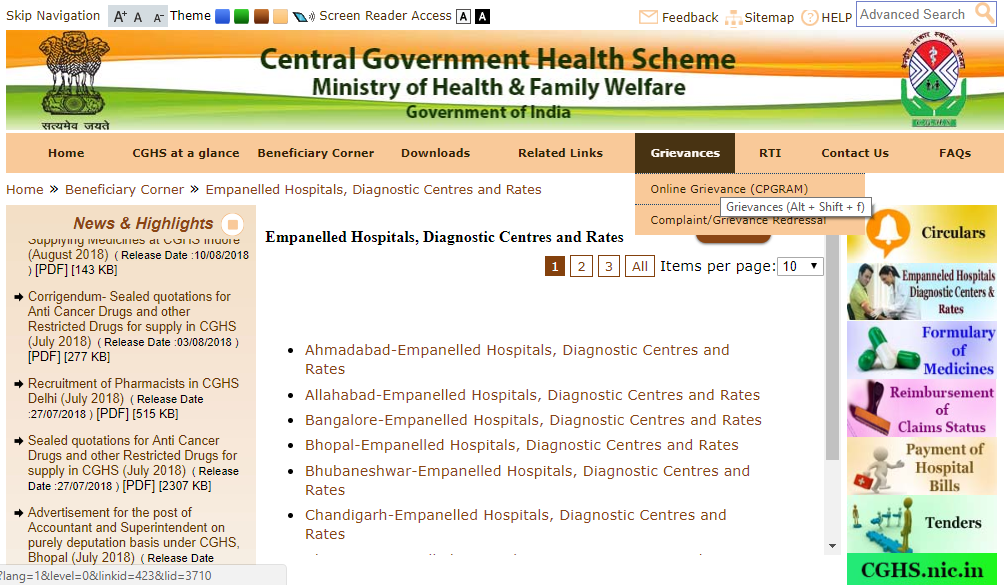 Skip Navigation A+ A A- Theme Screen Reader Access A A Feedback Sitemap HELP Advanced Search
Central Government Health Scheme
Ministry of Health & Family Welfare
Government of India
सत्यमेव जयते
Home CGHS at a glance Beneficiary Corner Downloads Related Links Grievances RTI Contact Us FAQs
Online Grievance (CPGRAM)
Grievances (Alt + Shift + f)
Complaint/Grievance Redressal
Home » Beneficiary Corner » Empanelled Hospitals, Diagnostic Centres and Rates
News & Highlights
Supplying Medicines at CGHS Indore
(August 2018) ( Release Date :10/08/2018
) [PDF] [143 KB]
Corrigendum- Sealed quotations for
Anti Cancer Drugs and other
Restricted Drugs for supply in CGHS
(July 2018) ( Release Date :03/08/2018 )
[PDF] [277 KB]
Recruitment of Pharmacists in CGHS
Delhi (July 2018) ( Release Date
:27/07/2018 ) [PDF] [515 KB]
Sealed quotations for Anti Cancer
Drugs and other Restricted Drugs for
supply in CGHS (July 2018) ( Release
Date :27/07/2018 ) [PDF] [2307 KB]
Advertisement for the post of
Accountant and Superintendent on
purely deputation basis under CGHS,
Bhopal (July 2018) ( Release Date
?lang=1&level=0&linkid=423&lid=3710
Empanelled Hospitals, Diagnostic Centres and Rates
1 2 3 All Items per page: 10
Ahmadabad-Empanelled Hospitals, Diagnostic Centres and
Rates
Allahabad-Empanelled Hospitals, Diagnostic Centres and Rates
Bangalore-Empanelled Hospitals, Diagnostic Centres and Rates
Bhopal-Empanelled Hospitals, Diagnostic Centres and Rates
Bhubaneshwar-Empanelled Hospitals, Diagnostic Centres and
Rates
Chandigarh-Empanelled Hospitals, Diagnostic Centres and
Rates
Circulars
Empanneled Hospitals
Diagnostic Centers &
Rates
Formulary
of
Medicines
Reimbursement
of
Claims Status
Payment of
Hospital
Bills
Tenders
CGHS.nic.in